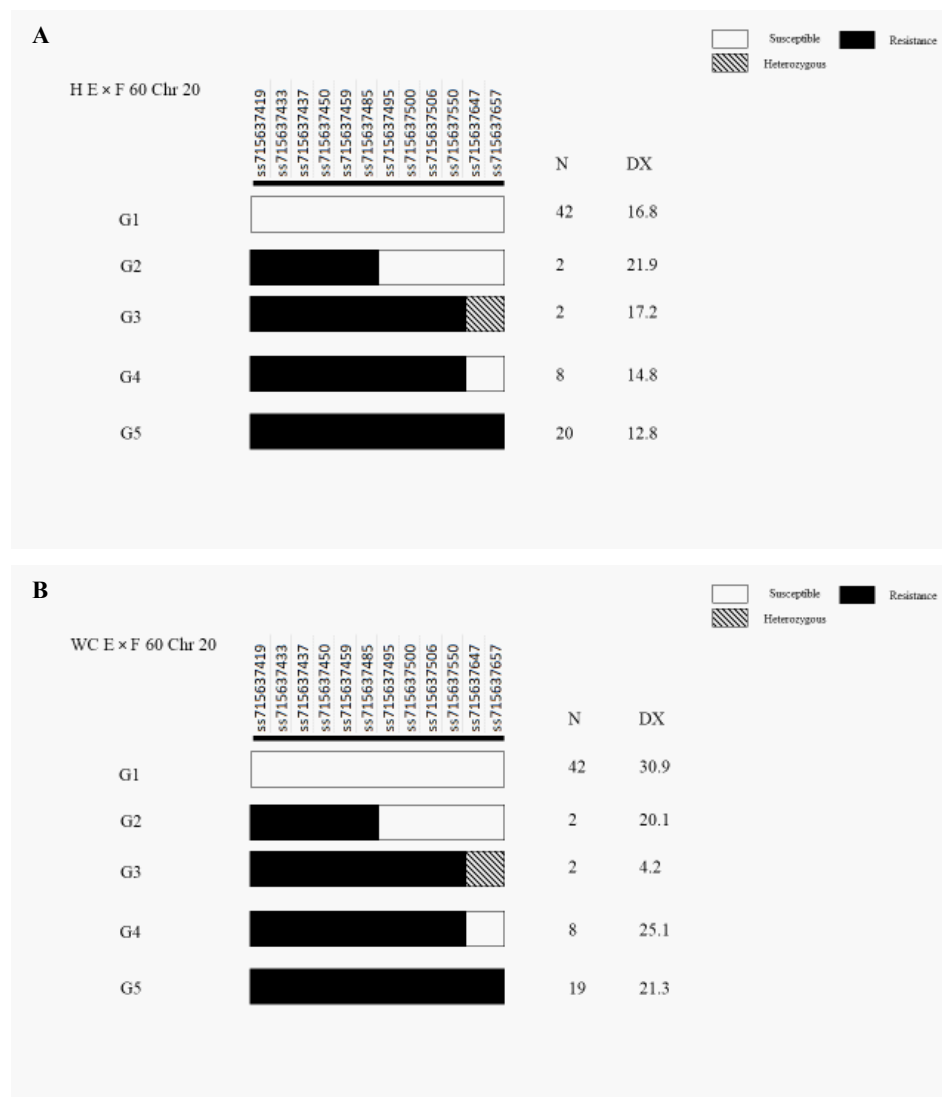 A
Susceptible Resistance
Heterozygous
H E × F 60 Chr 20
ss715637419
ss715637433
ss715637437
ss715637450
ss715637459
ss715637485
ss715637495
ss715637500
ss715637506
ss715637550
ss715637647
ss715637657
N DX
G1 42 16.8
G2 2 21.9
G3 2 17.2
G4 8 14.8
G5 20 12.8
B
Susceptible Resistance
Heterozygous
WC E × F 60 Chr 20
ss715637419
ss715637433
ss715637437
ss715637450
ss715637459
ss715637485
ss715637495
ss715637500
ss715637506
ss715637550
ss715637647
ss715637657
N DX
G1 42 30.9
G2 2 20.1
G3 2 4.2
G4 8 25.1
G5 19 21.3